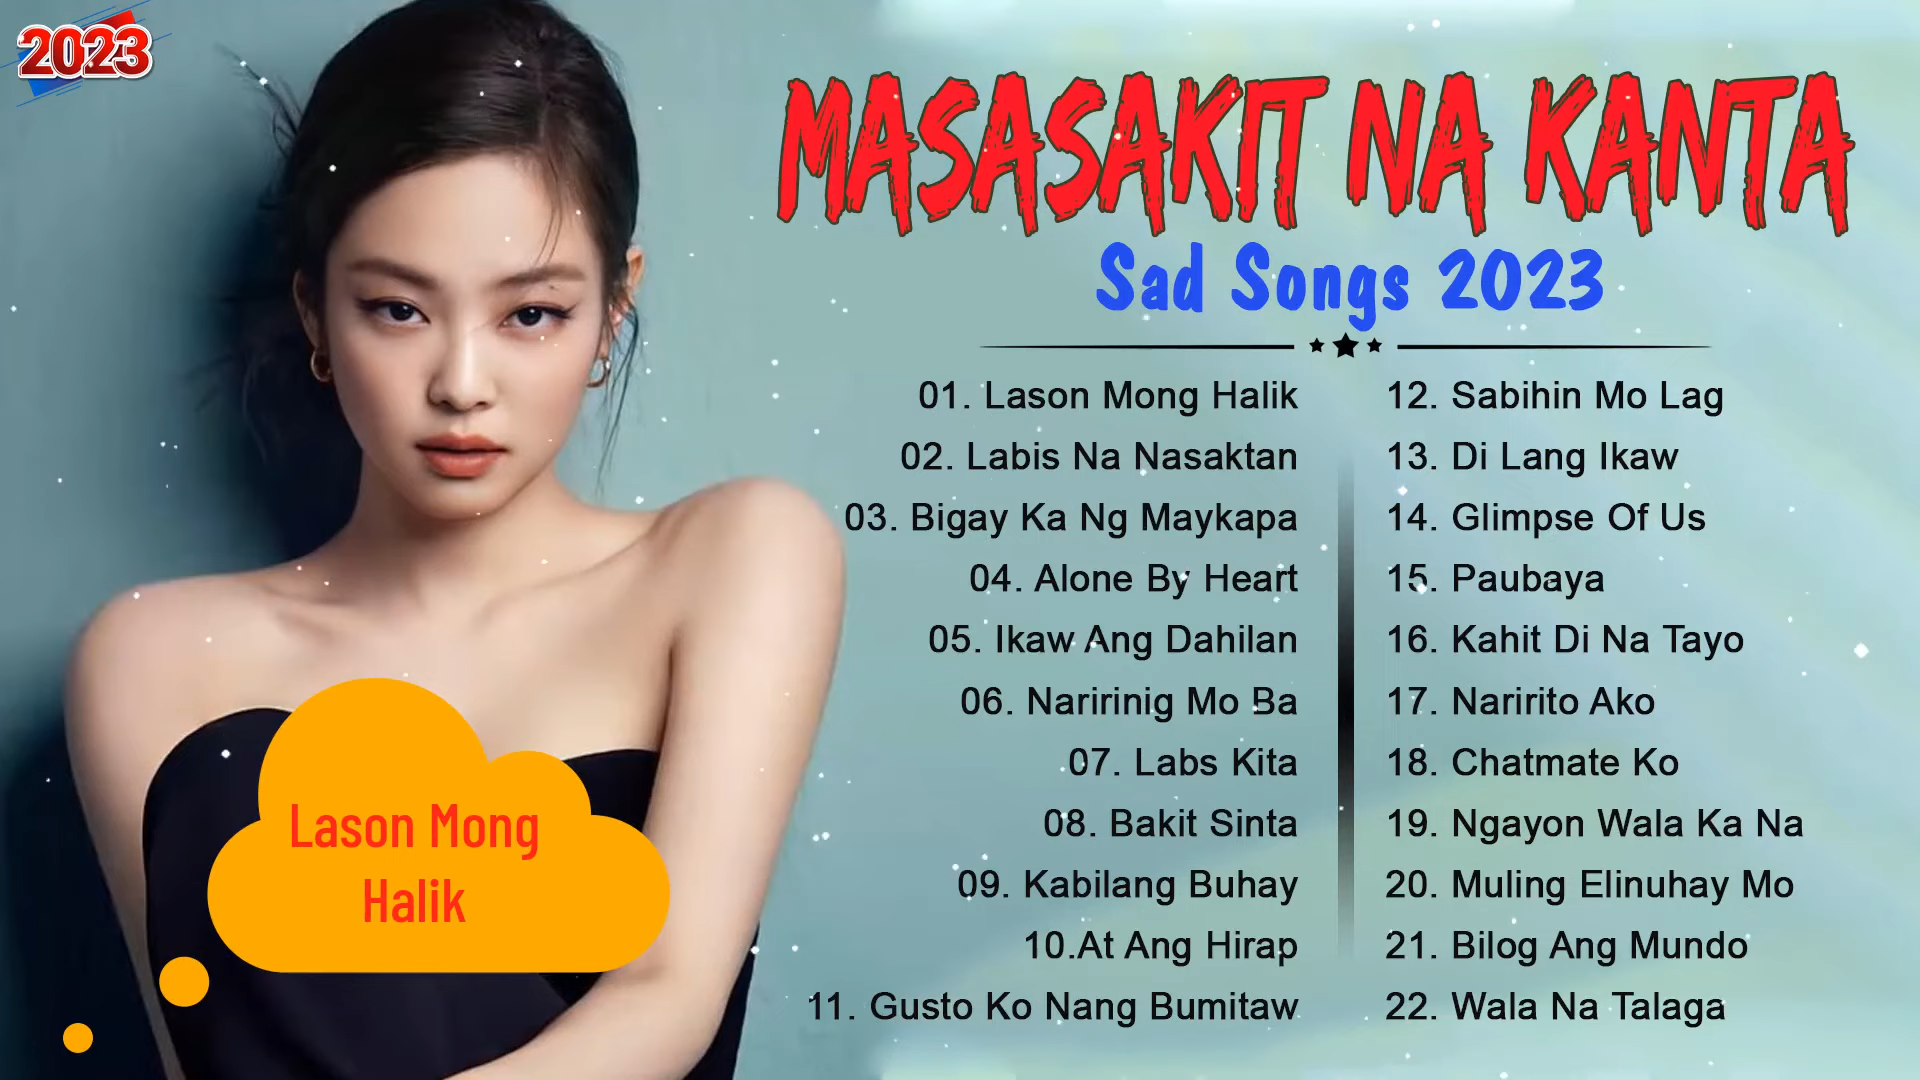 2023
MASASAKIT NA KANTA
Sad Songs 2023
01. Lason Mong Halik
02. Labis Na Nasaktan
03. Bigay Ka Ng Maykapa
04. Alone By Heart
05. Ikaw Ang Dahilan
06. Naririnig Mo Ba
07. Labs Kita
08. Bakit Sinta
09. Kabilang Buhay
10.At Ang Hirap
11. Gusto Ko Nang Bumitaw
12. Sabihin Mo Lag
13. Di Lang Ikaw
14. Glimpse Of Us
15. Paubaya
16. Kahit Di Na Tayo
17. Naririto Ako
18. Chatmate Ko
19. Ngayon Wala Ka Na
20. Muling Elinuhay Mo
21. Bilog Ang Mundo
22. Wala Na Talaga
Lason Mong
Halik